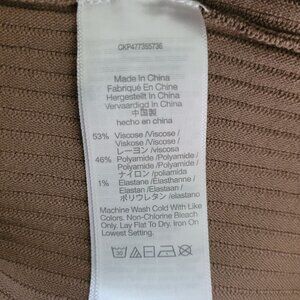 CKP477355736
Made In China
Fabriqué En Chine
Hergestellt In China
Vervaardigd In China
中国製
hecho en china
53% Viscose/Viscose/
Viskose/Viscose/
レーヨン/viscosa
46% Polyamide/Polyamide/
Polyamide/Polyamide/
ナイロン/poliamida
1% Elastane/Elasthanne/
Elastan/Elastaan/
ポリウレタン/elastano
Machine Wash Cold With Like
Colors. Non-Chlorine Bleach
Only. Lay Flat To Dry. Iron On
Lowest Setting.
30